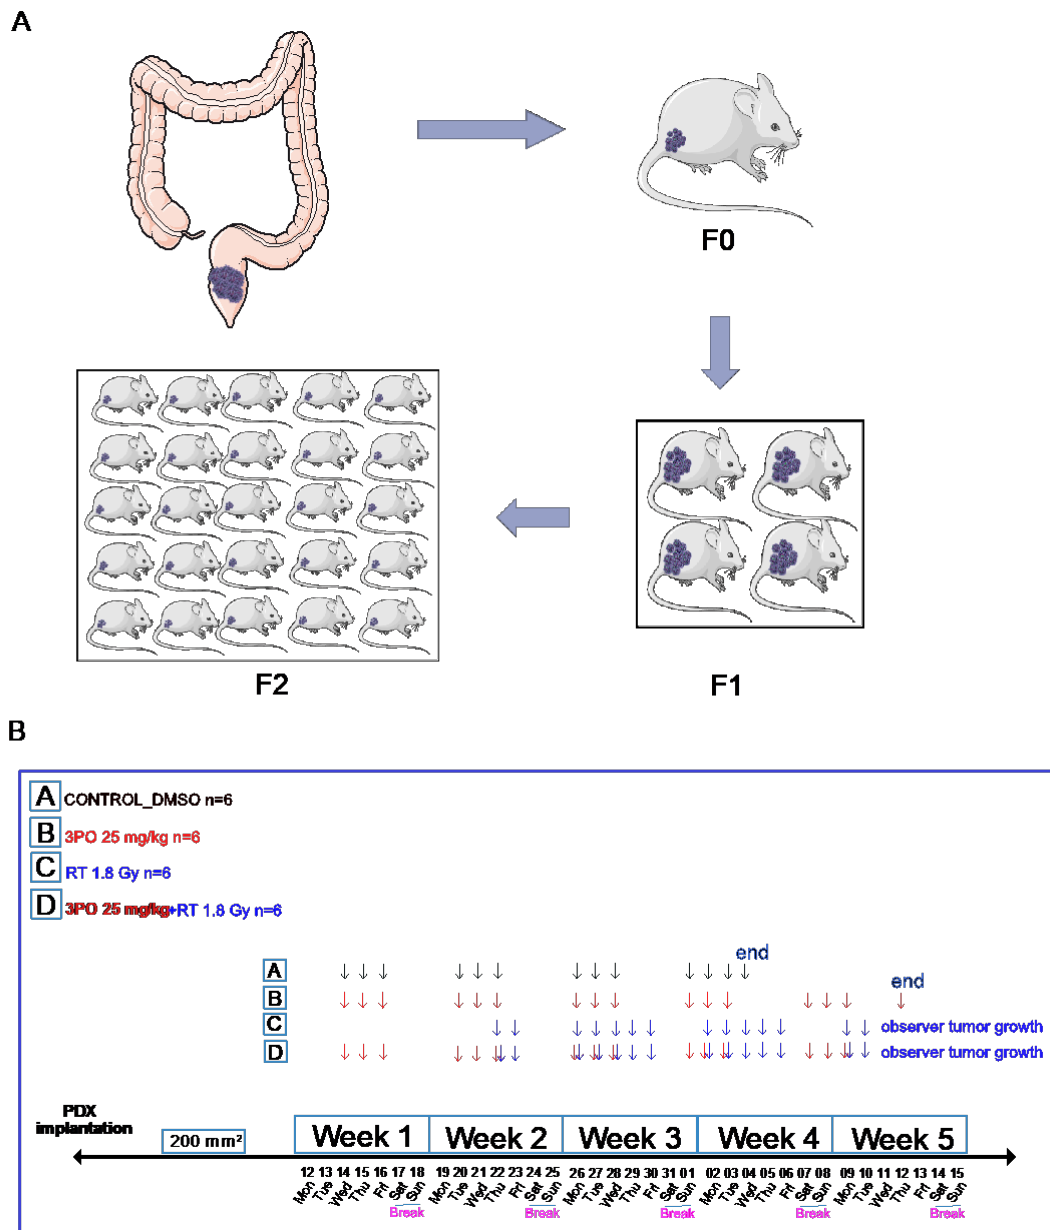 A
F0
F2
F1
B
A CONTROL_DMSO n=6
B 3PO 25 mg/kg n=6
C RT 1.8 Gy n=6
D 3PO 25 mg/kg+RT 1.8 Gy n=6
end
A
end
B
C observer tumor growth
D observer tumor growth
PDX
implantation
200 mm²
Week 1 Week 2 Week 3 Week 4 Week 5
12 13 14 15 16 17 18 19 20 21 22 23 24 25 26 27 28 29 30 31 01 02 03 04 05 06 07 08 09 10 11 12 13 14 15
Mon Tue Wed Thu Fri Sat Sun Mon Tue Wed Thu Fri Sat Sun Mon Tue Wed Thu Fri Sat Sun Mon Tue Wed Thu Fri Sat Sun Mon Tue Wed Thu Fri Sat Sun
Break Break Break Break Break